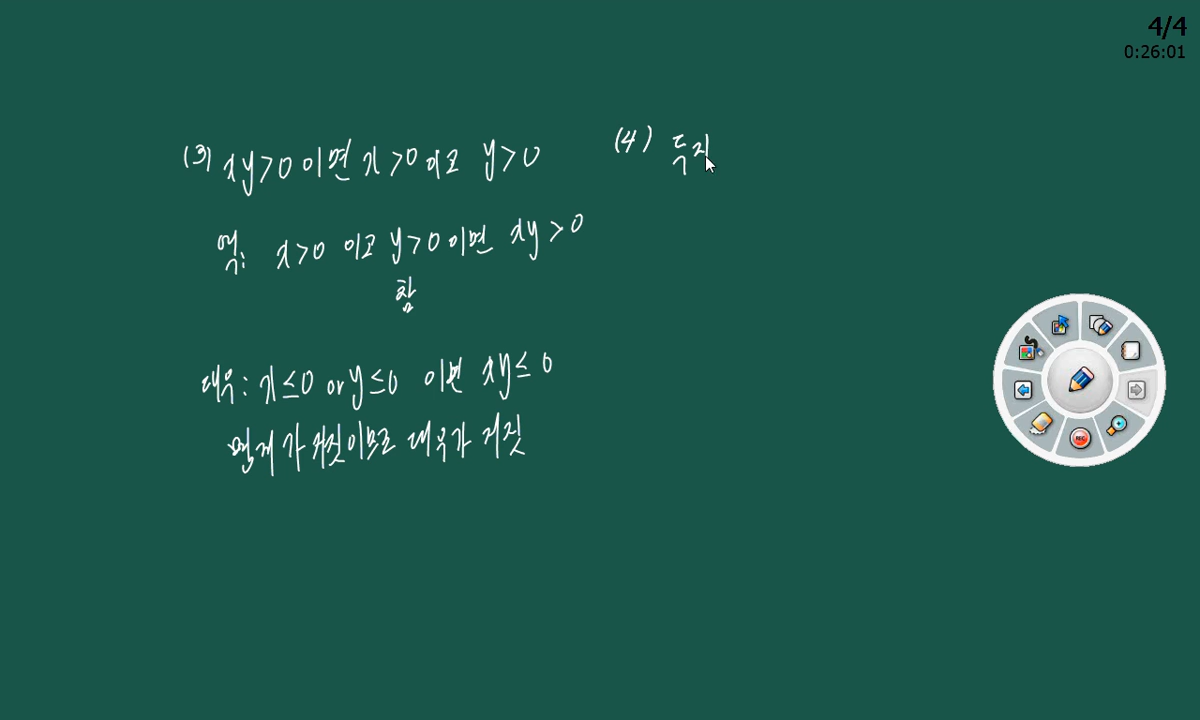 4/4
0:26:01
(3) xy>0 이면 x>0 이고 y>0
역: x>0 이고 y>0 이면 xy>0
참
대우: x≤0 or y≤0 이면 xy≤0
명제가 거짓이므로 대우가 거짓
(4) 두 지
REC